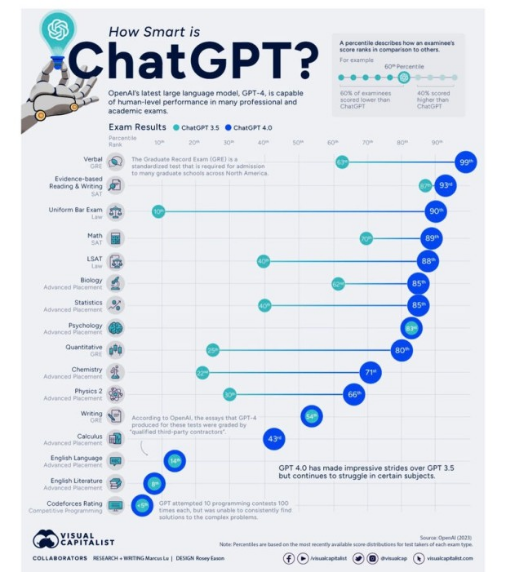 How Smart is
ChatGPT?
OpenAI's latest large language model, GPT-4, is capable
of human-level performance in many professional and
academic exams.
A percentile describes how an examinee's
score ranks in comparison to others.
For example
60th Percentile
60% of examinees
scored lower than
ChatGPT
40% scored
higher than
ChatGPT
Exam Results ChatGPT 3.5 ChatGPT 4.0
Percentile
Rank
10th 20th 30th 40th 50th 60th 70th 80th 90th
Verbal
GRE
The Graduate Record Exam (GRE) is a
standardized test that is required for admission
to many graduate schools across North America.
63rd 99th
Evidence-based
Reading & Writing
SAT
87th 93rd
Uniform Bar Exam
Law
10th 90th
Math
SAT
70th 89th
LSAT
Law
40th 88th
Biology
Advanced Placement
62nd 85th
Statistics
Advanced Placement
40th 85th
Psychology
Advanced Placement
83rd
Quantitative
GRE
25th 80th
Chemistry
Advanced Placement
22nd 71st
Physics 2
Advanced Placement
30th 66th
Writing
GRE
54th
According to OpenAI, the essays that GPT-4
produced for these tests were graded by
"qualified third-party contractors".
Calculus
Advanced Placement
43rd
English Language
Advanced Placement
14th
English Literature
Advanced Placement
8th
Codeforces Rating
Competitive Programming
<5th
GPT attempted 10 programming contests 100
times each, but was unable to consistently find
solutions to the complex problems.
GPT 4.0 has made impressive strides over GPT 3.5
but continues to struggle in certain subjects.
VISUAL
CAPITALIST
Source: OpenAI (2023)
Note: Percentiles are based on the most recently available score distributions for test takers of each exam type.
COLLABORATORS RESEARCH + WRITING Marcus Lu | DESIGN Rosey Eason
/visualcapitalist @visualcap visualcapitalist.com